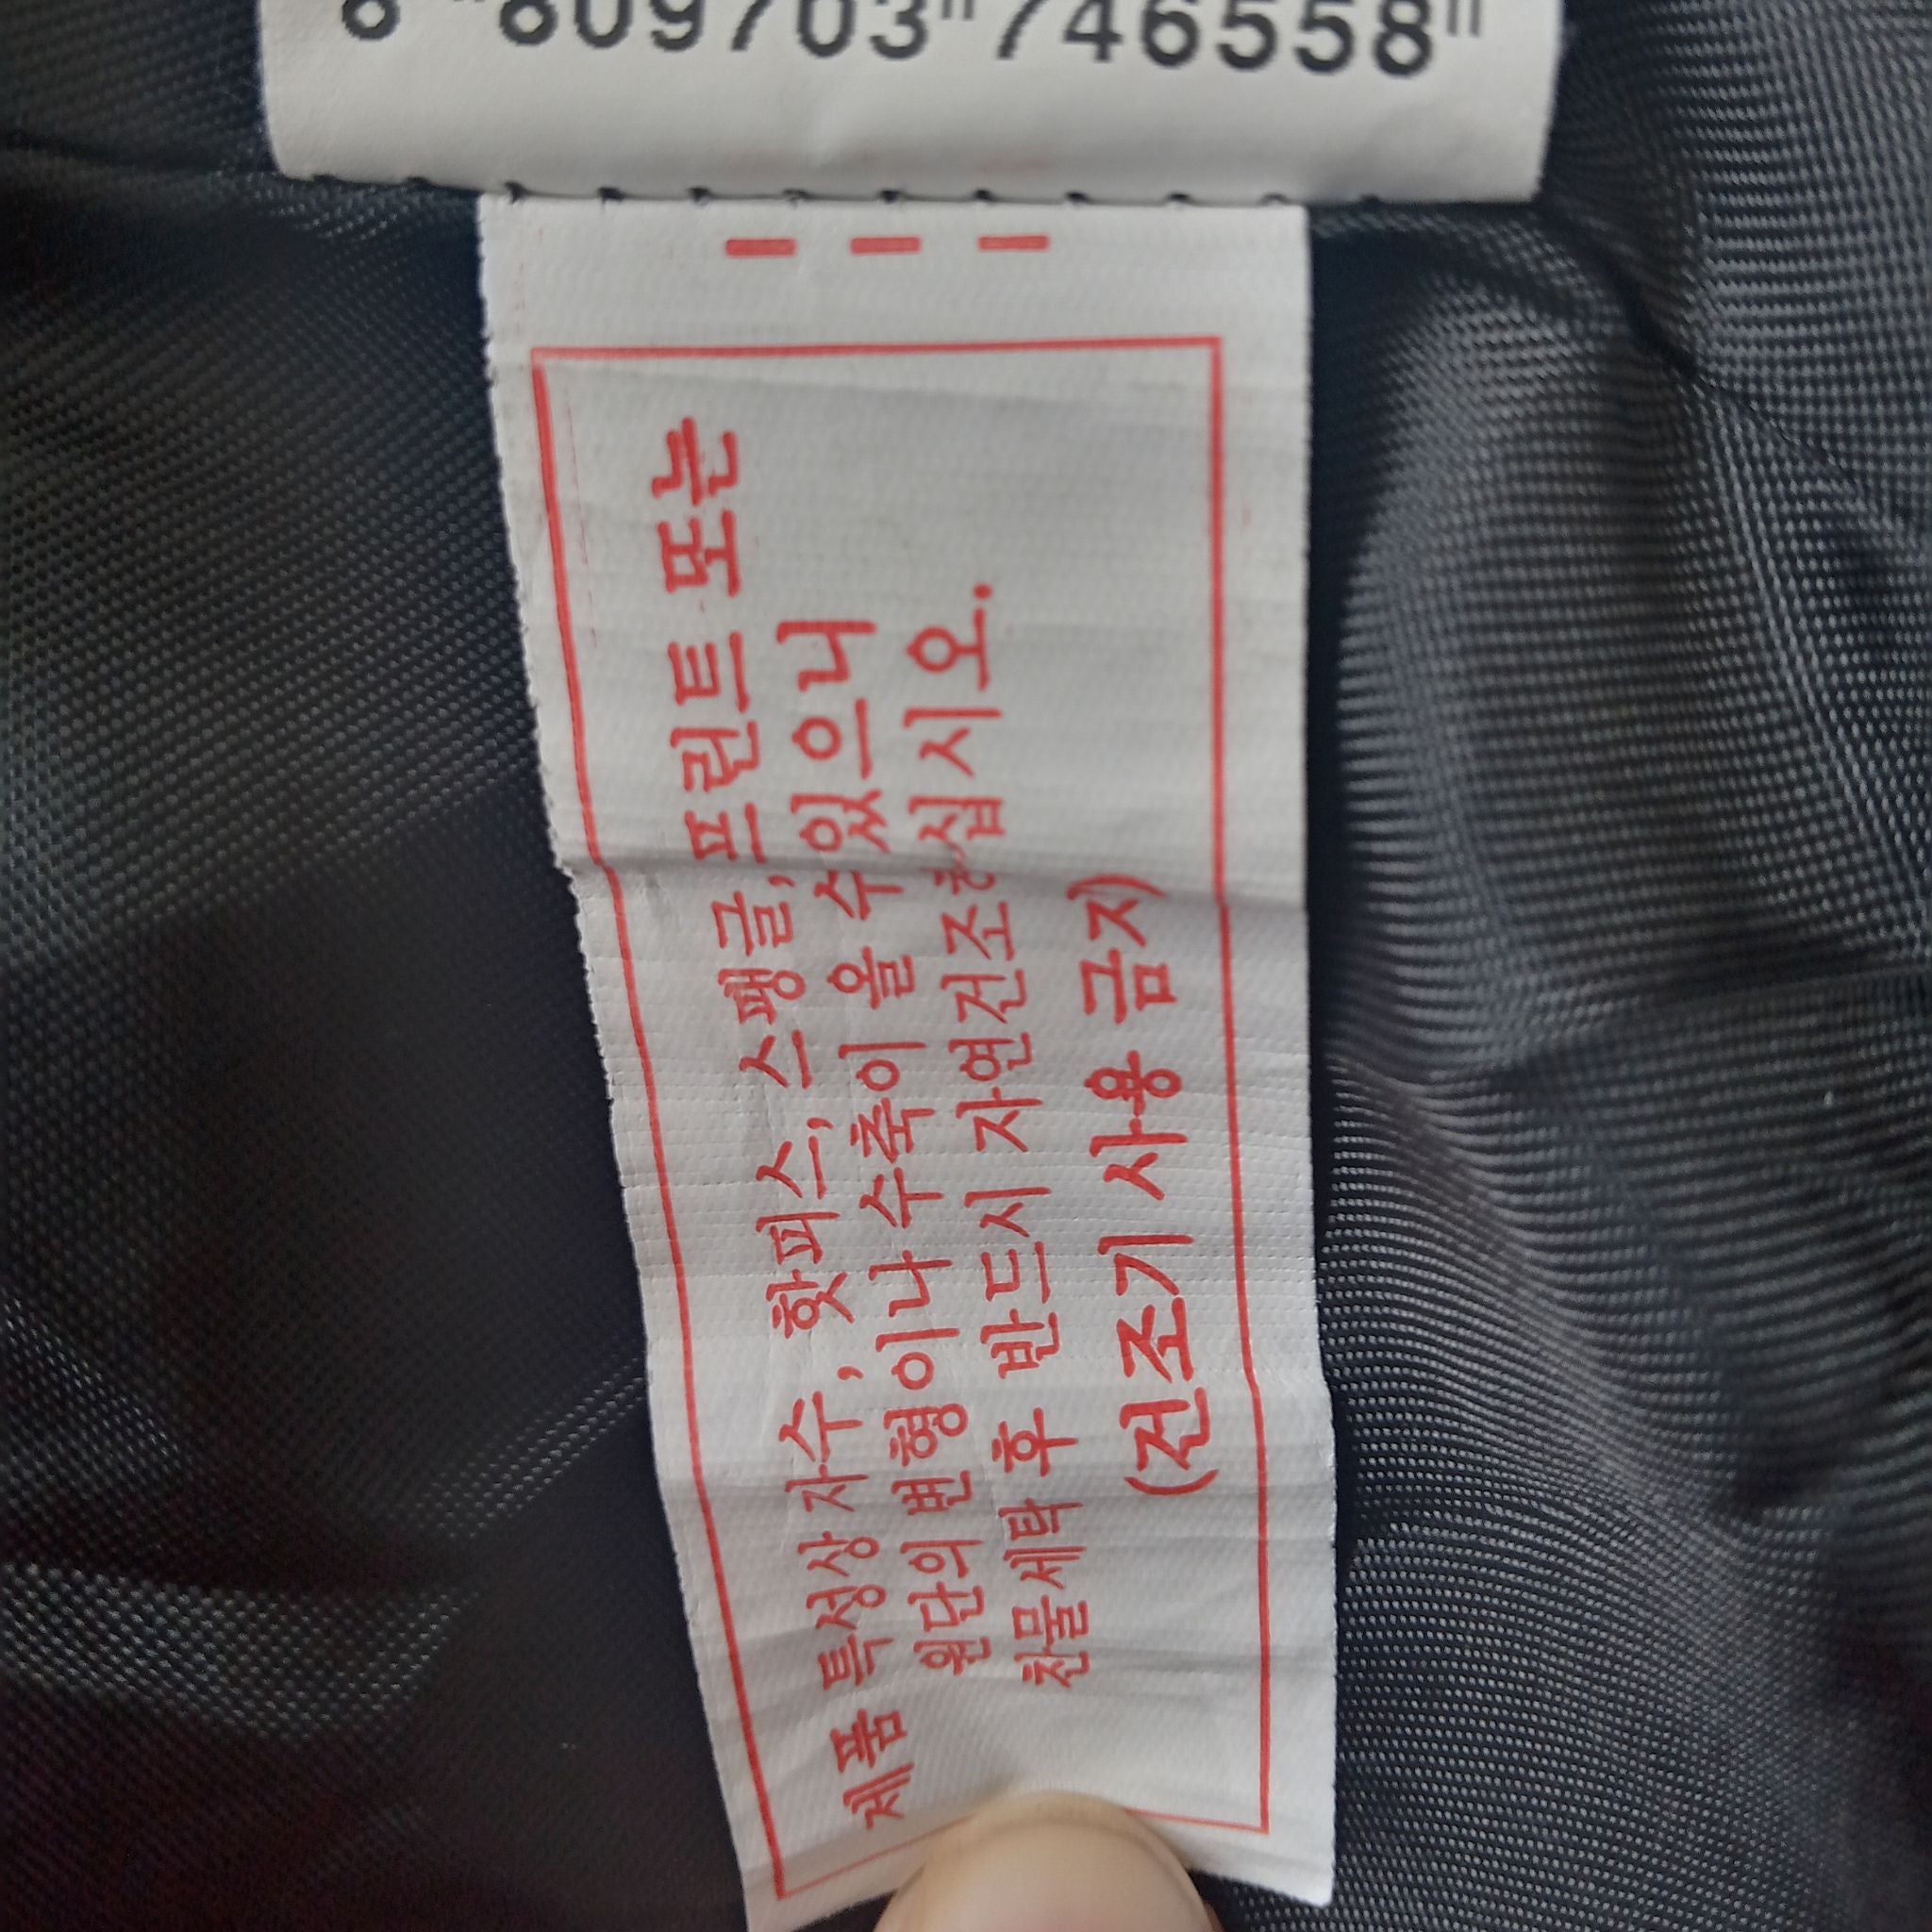 809703 746558
제품 특성상 자수, 핫피스, 스팽글, 프린트 또는
원단의 변형이나 수축이 올 수 있으니
찬물세탁 후 반드시 자연건조하십시오.
(건조기 사용 금지)